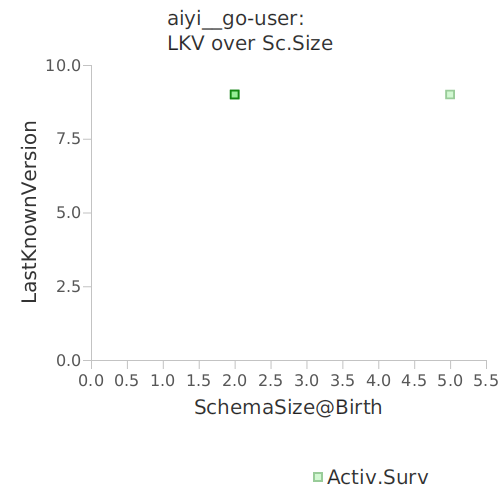 aiyi__go-user:
LKV over Sc.Size
10.0
7.5
5.0
2.5
0.0
LastKnownVersion
0.0 0.5 1.0 1.5 2.0 2.5 3.0 3.5 4.0 4.5 5.0 5.5
SchemaSize@Birth
Activ.Surv